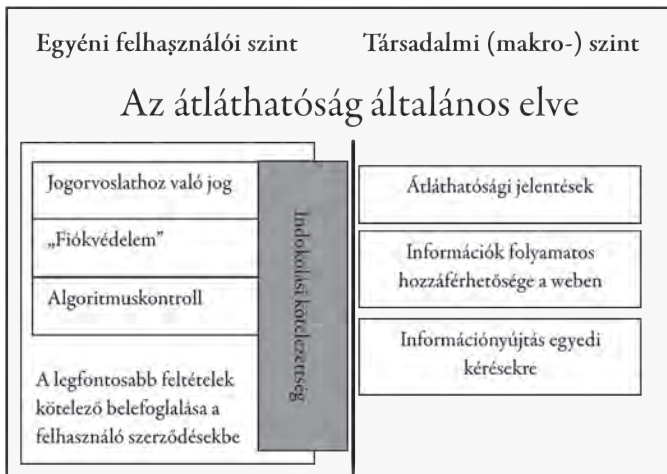 Egyéni felhasználói szint
Társadalmi (makro-) szint
Az átláthatóság általános elve
Jogorvoslathoz való jog
„Fiókvédelem”
Algoritmuskontroll
A legfontosabb feltételek
kötelező belefoglalása a
felhasználó szerződésekbe
Indokolási kötelezettség
Átláthatósági jelentések
Információk folyamatos
hozzáférhetősége a weben
Információnyújtás egyedi
kérésekre